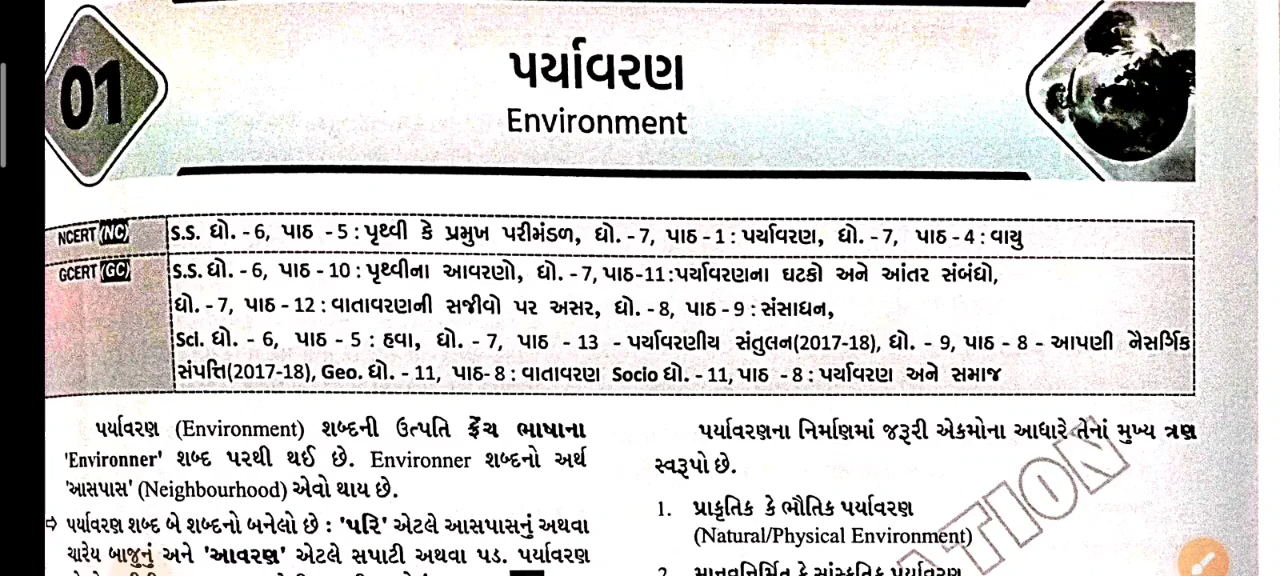 01
પર્યાવરણ
Environment
NCERT (NC)
S.S. ધો. - 6, પાઠ - 5 : પૃથ્વી કે પ્રમુખ પરીમંડળ, ધો. - 7, પાઠ - 1 : પર્યાવરણ, ધો. - 7, પાઠ - 4 : વાયુ
GCERT (GC)
S.S. ધો. - 6, પાઠ - 10 : પૃથ્વીના આવરણો, ધો. - 7, પાઠ-11 : પર્યાવરણના ઘટકો અને આંતર સંબંધો,
ધો. - 7, પાઠ - 12 : વાતાવરણની સજીવો પર અસર, ધો. - 8, પાઠ - 9 : સંસાધન,
Sci. ધો. - 6, પાઠ - 5 : હવા, ધો. - 7, પાઠ - 13 - પર્યાવરણીય સંતુલન(2017-18), ધો. - 9, પાઠ - 8 - આપણી નૈસર્ગિક
સંપત્તિ(2017-18), Geo. ધો. - 11, પાઠ- 8 : વાતાવરણ Socio ધો. - 11, પાઠ - 8 : પર્યાવરણ અને સમાજ
પર્યાવરણ (Environment) શબ્દની ઉત્પતિ ફ્રેંચ ભાષાના
'Environner' શબ્દ પરથી થઈ છે. Environner શબ્દનો અર્થ
'આસપાસ' (Neighbourhood) એવો થાય છે.
⇨ પર્યાવરણ શબ્દ બે શબ્દનો બનેલો છે : 'પરિ' એટલે આસપાસનું અથવા
ચારેય બાજુનું અને 'આવરણ' એટલે સપાટી અથવા પડ. પર્યાવરણ
પર્યાવરણના નિર્માણમાં જરૂરી એકમોના આધારે તેનાં મુખ્ય ત્રણ
સ્વરૂપો છે.
1. પ્રાકૃતિક કે ભૌતિક પર્યાવરણ
(Natural/Physical Environment)
2. માનવનિર્મિત કે સાંસ્કૃતિક પર્યાવરણ